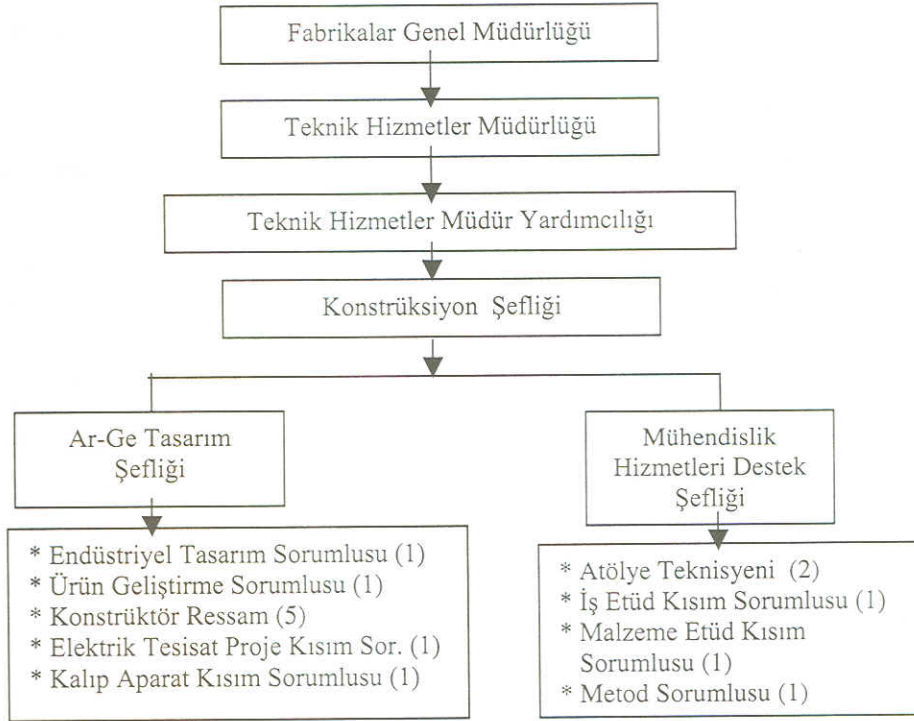 Fabrikalar Genel Müdürlüğü
Teknik Hizmetler Müdürlüğü
Teknik Hizmetler Müdür Yardımcılığı
Konstrüksiyon Şefliği
Ar-Ge Tasarım
Şefliği
Mühendislik
Hizmetleri Destek
Şefliği
* Endüstriyel Tasarım Sorumlusu (1)
* Ürün Geliştirme Sorumlusu (1)
* Konstrüktör Ressam (5)
* Elektrik Tesisat Proje Kısım Sor. (1)
* Kalıp Aparat Kısım Sorumlusu (1)
* Atölye Teknisyeni (2)
* İş Etüd Kısım Sorumlusu (1)
* Malzeme Etüd Kısım
Sorumlusu (1)
* Metod Sorumlusu (1)